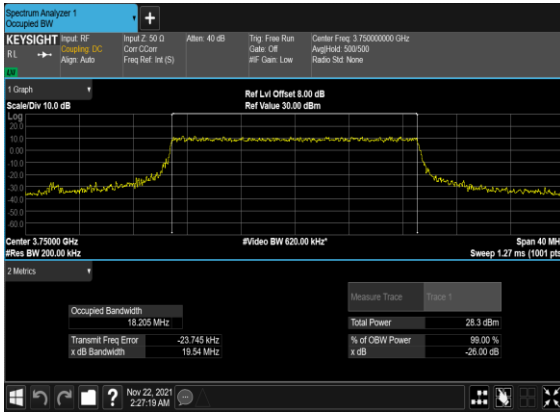 Spectrum Analyzer 1
Occupied BW
KEYSIGHT Input: RF Input Z: 50 Ω Atten: 40 dB Trig: Free Run Center Freq: 3.750000000 GHz
RL Coupling: DC Corr CCorr Gate: Off Avg|Hold: 500/500
Align: Auto Freq Ref: Int (S) #IF Gain: Low Radio Std: None
1 Graph
Ref Lvl Offset 8.00 dB
Scale/Div 10.0 dB Ref Value 30.00 dBm
Log
20.0
10.0
0.00
-10.0
-20.0
-30.0
-40.0
-50.0
-60.0
Center 3.75000 GHz #Video BW 620.00 kHz* Span 40 MH
#Res BW 200.00 kHz Sweep 1.27 ms (1001 pts
2 Metrics
Measure Trace Trace 1
Occupied Bandwidth
18.205 MHz Total Power 28.3 dBm
Transmit Freq Error -23.745 kHz % of OBW Power 99.00 %
x dB Bandwidth 19.54 MHz x dB -26.00 dB
Nov 22, 2021
2:27:19 AM